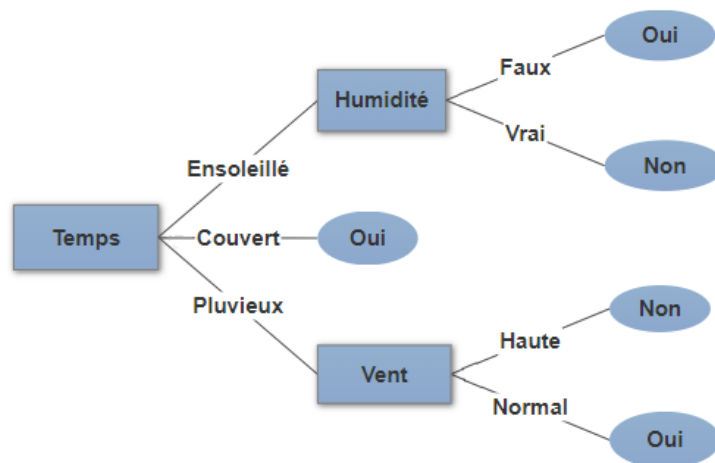 Oui
Faux
Humidité
Vrai
Non
Ensoleillé
Temps
Couvert
Oui
Pluvieux
Non
Haute
Vent
Normal
Oui